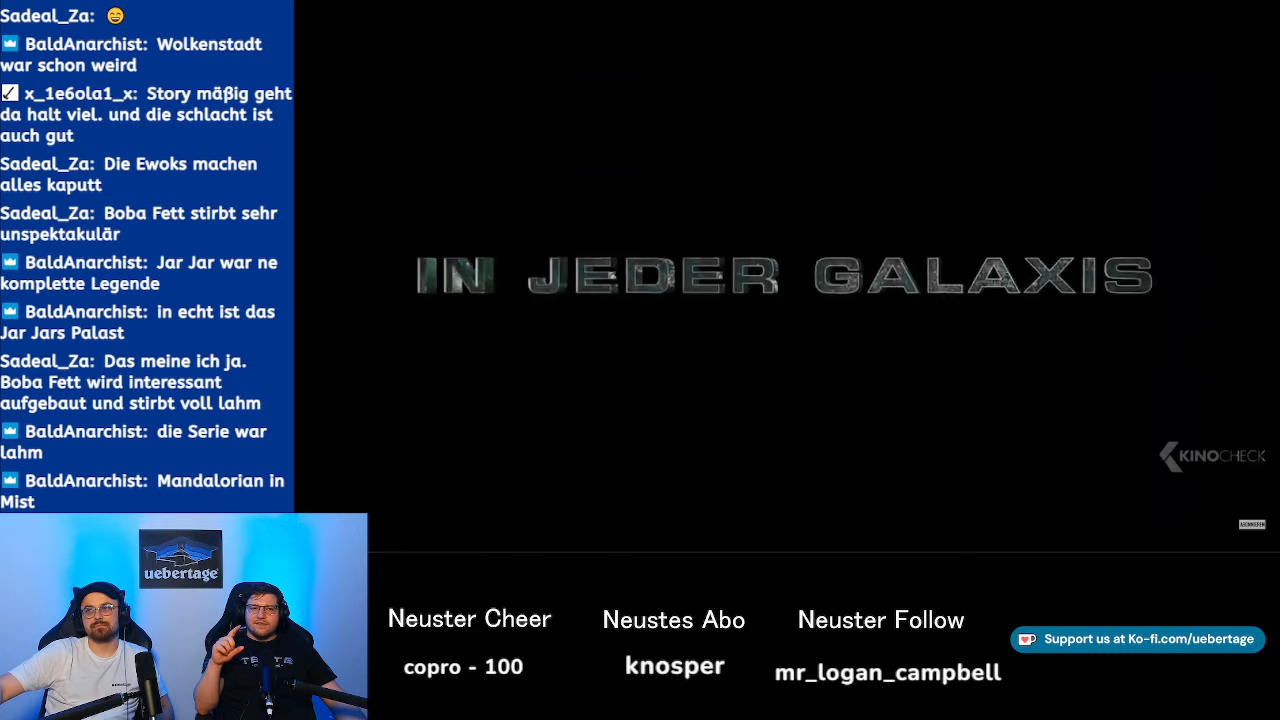 Sadeal_Za: 😄
BaldAnarchist: Wolkenstadt
war schon weird
x_1e6ola1_x: Story mäßig geht
da halt viel. und die schlacht ist
auch gut
Sadeal_Za: Die Ewoks machen
alles kaputt
Sadeal_Za: Boba Fett stirbt sehr
unspektakulär
BaldAnarchist: Jar Jar war ne
komplette Legende
BaldAnarchist: in echt ist das
Jar Jars Palast
Sadeal_Za: Das meine ich ja.
Boba Fett wird interessant
aufgebaut und stirbt voll lahm
BaldAnarchist: die Serie war
lahm
BaldAnarchist: Mandalorian in
Mist
IN JEDER GALAXIS
KINOCHECK
ABONNIEREN
uebertage
Neuster Cheer
copro - 100
Neustes Abo
knosper
Neuster Follow
mr_logan_campbell
Support us at Ko-fi.com/uebertage